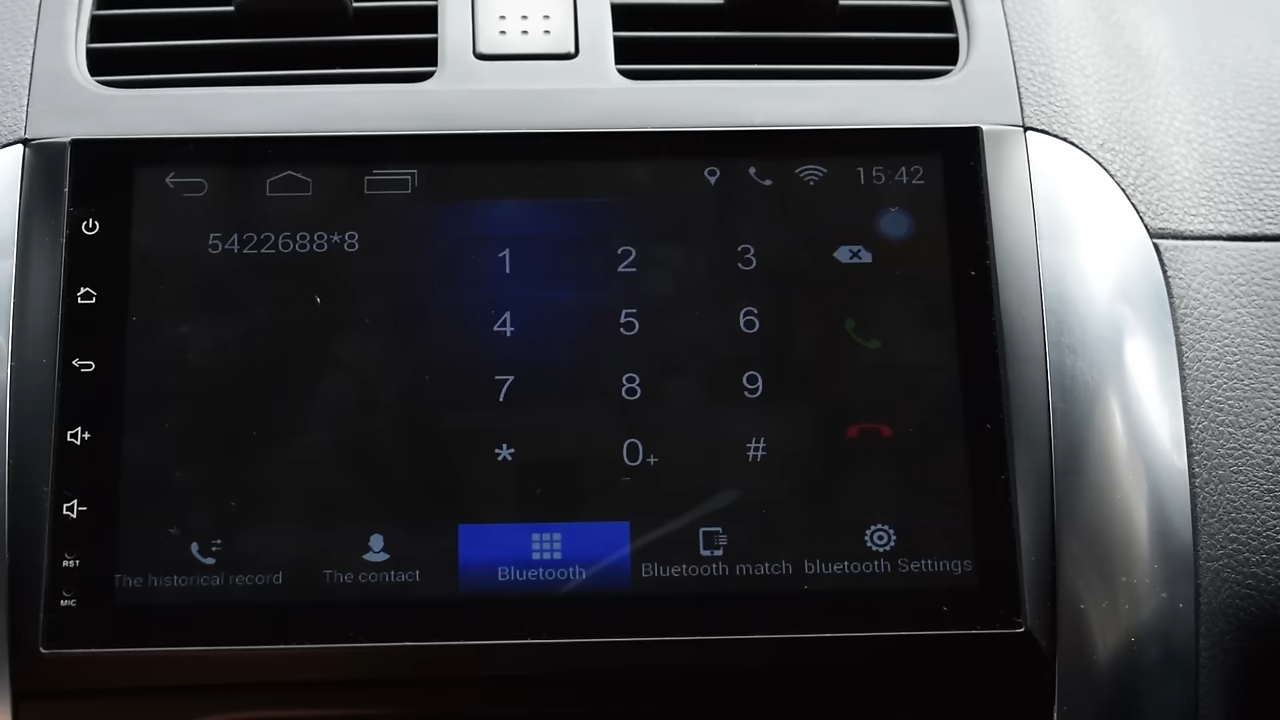 15:42
5422688*8
1 2 3
4 5 6
7 8 9
* 0+ #
The historical record
The contact
Bluetooth
Bluetooth match
bluetooth Settings
RST
MIC